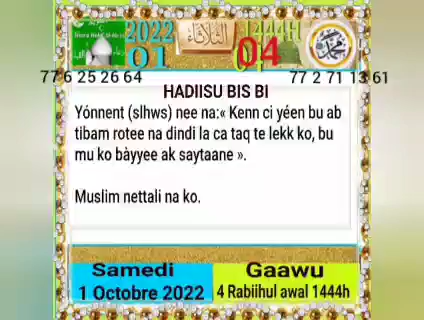 2022
01
الثلاثاء
1444H
04
محمد
77 6 25 26 64
77 2 71 13 61
HADIISU BIS BI
Yónnent (slhws) nee na:« Kenn ci yéen bu ab
tibam rotee na dindi la ca taq te lekk ko, bu
mu ko bàyyee ak saytaane ».
Muslim nettali na ko.
Samedi
1 Octobre 2022
Gaawu
4 Rabiihul awal 1444h